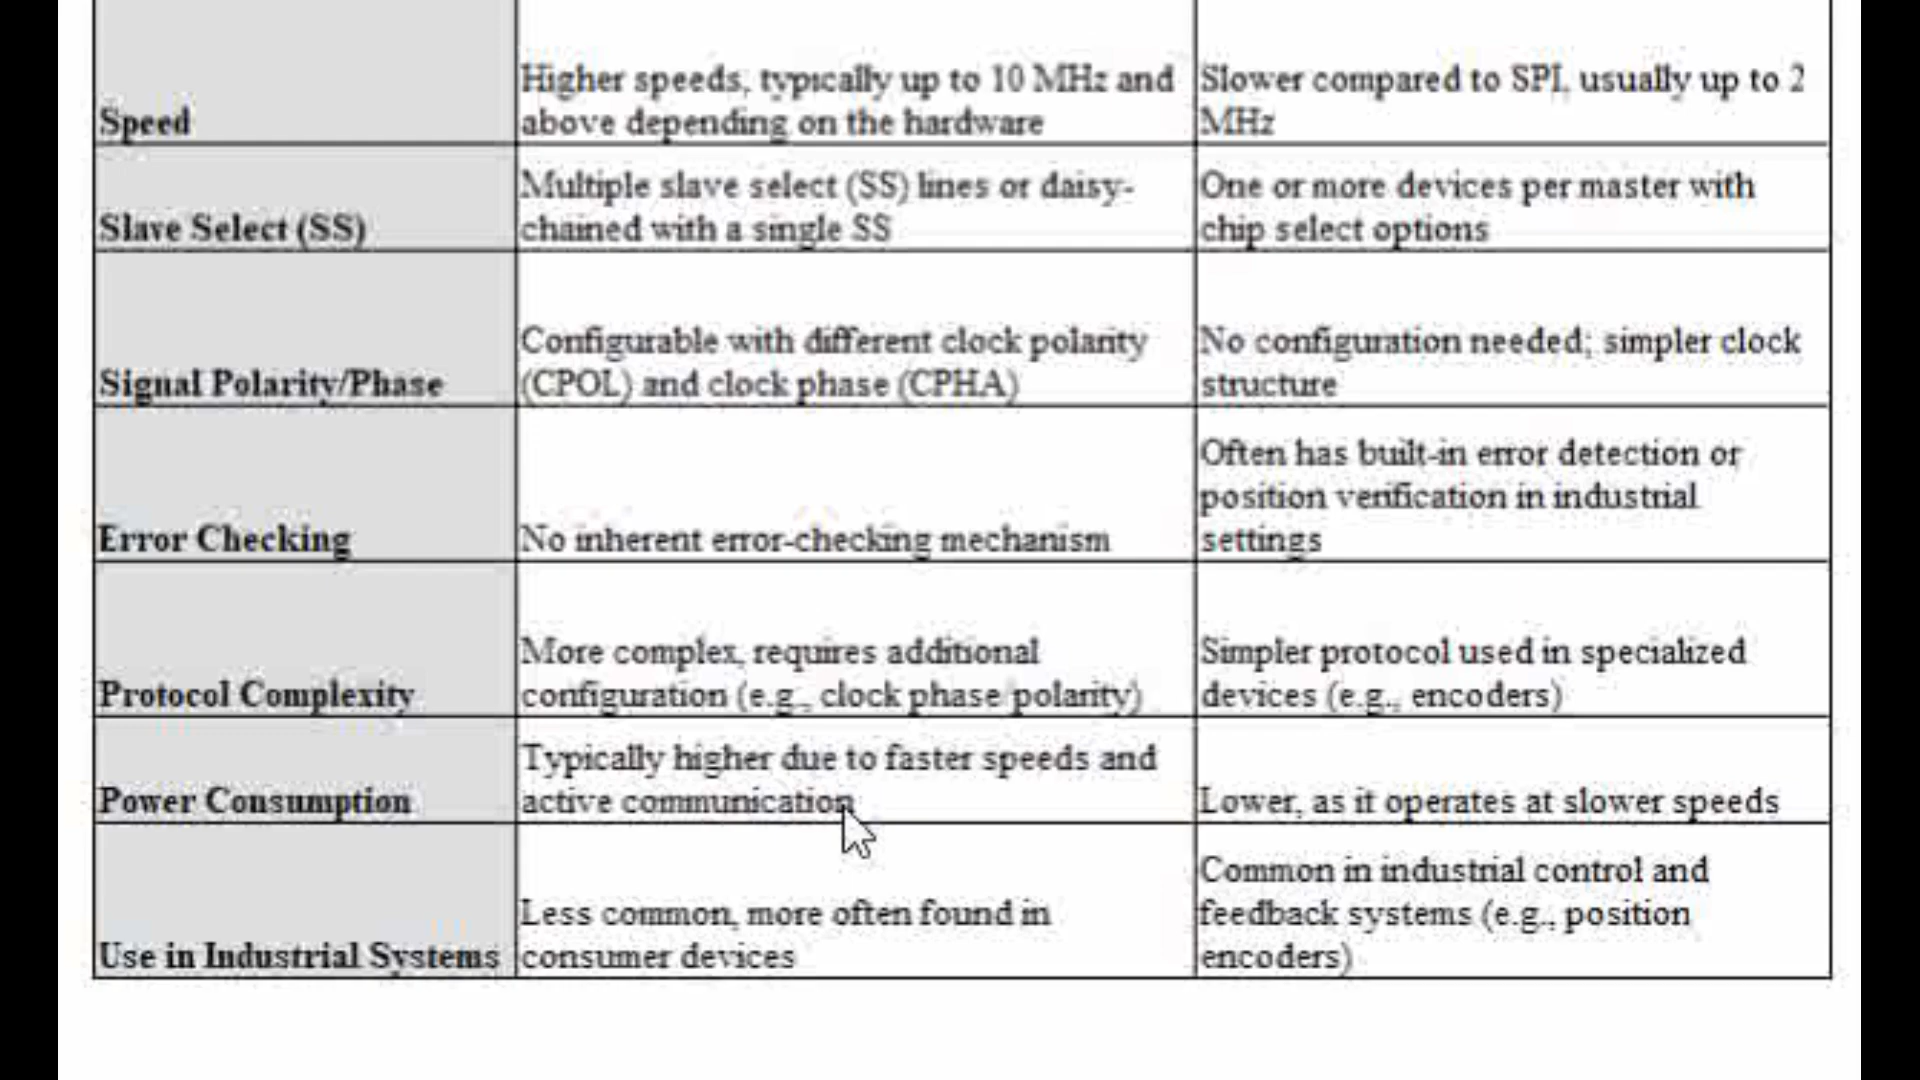 Speed
Higher speeds, typically up to 10 MHz and
above depending on the hardware
Slower compared to SPI, usually up to 2
MHz
Slave Select (SS)
Multiple slave select (SS) lines or daisy-
chained with a single SS
One or more devices per master with
chip select options
Signal Polarity/Phase
Configurable with different clock polarity
(CPOL) and clock phase (CPHA)
No configuration needed; simpler clock
structure
Error Checking
No inherent error-checking mechanism
Often has built-in error detection or
position verification in industrial
settings
Protocol Complexity
More complex, requires additional
configuration (e.g., clock phase/polarity)
Simpler protocol used in specialized
devices (e.g., encoders)
Power Consumption
Typically higher due to faster speeds and
active communication
Lower, as it operates at slower speeds
Use in Industrial Systems
Less common, more often found in
consumer devices
Common in industrial control and
feedback systems (e.g., position
encoders)